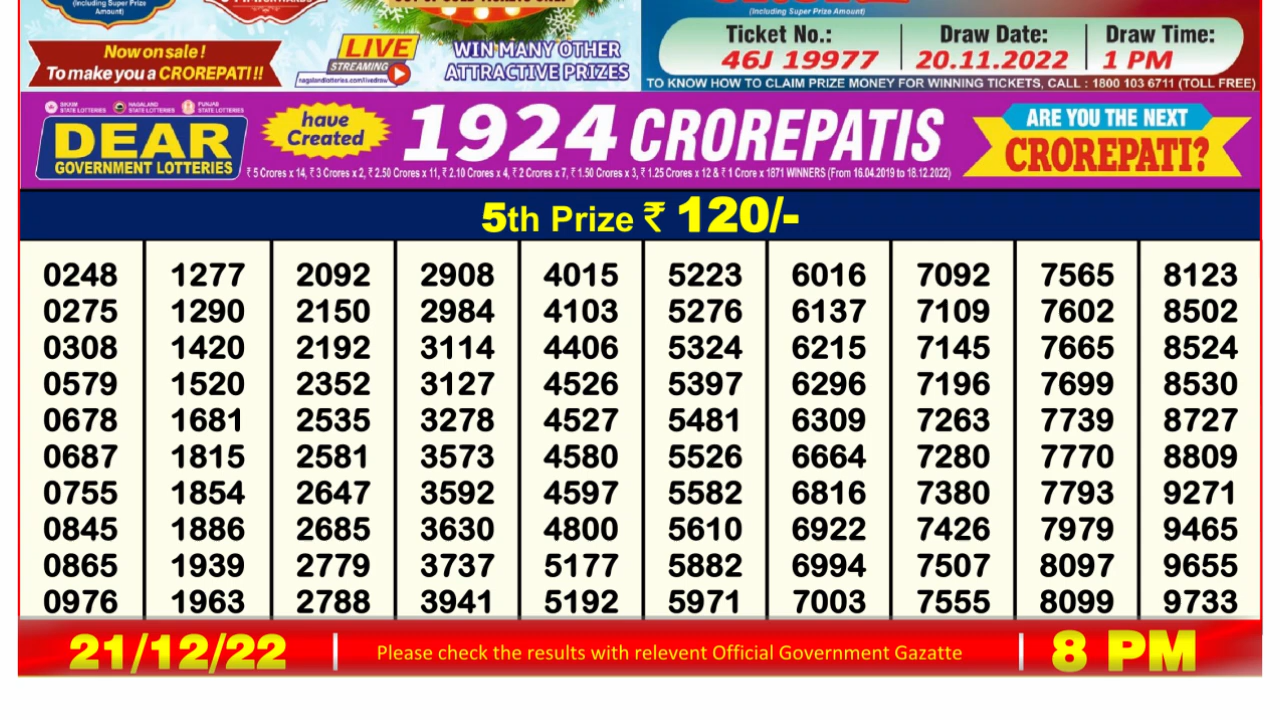 (Including Super Prize Amount)
Now on sale !
To make you a CROREPATI !!
LIVE
STREAMING
nagalandlotteries.com/livedraw
WIN MANY OTHER
ATTRACTIVE PRIZES
(Including Super Prize Amount)
Ticket No.: Draw Date: Draw Time:
46J 19977 20.11.2022 1 PM
TO KNOW HOW TO CLAIM PRIZE MONEY FOR WINNING TICKETS, CALL : 1800 103 6711 (TOLL FREE)
SIKKIM STATE LOTTERIES NAGALAND STATE LOTTERIES PUNJAB STATE LOTTERIES
DEAR
GOVERNMENT LOTTERIES
have
Created
1924 CROREPATIS
₹ 5 Crores x 14, ₹ 3 Crores x 2, ₹ 2.50 Crores x 11, ₹ 2.10 Crores x 4, ₹ 2 Crores x 7, ₹ 1.50 Crores x 3, ₹ 1.25 Crores x 12 & ₹ 1 Crore x 1871 WINNERS (From 16.04.2019 to 18.12.2022)
ARE YOU THE NEXT
CROREPATI?
5th Prize ₹ 120/-
0248 1277 2092 2908 4015 5223 6016 7092 7565 8123
0275 1290 2150 2984 4103 5276 6137 7109 7602 8502
0308 1420 2192 3114 4406 5324 6215 7145 7665 8524
0579 1520 2352 3127 4526 5397 6296 7196 7699 8530
0678 1681 2535 3278 4527 5481 6309 7263 7739 8727
0687 1815 2581 3573 4580 5526 6664 7280 7770 8809
0755 1854 2647 3592 4597 5582 6816 7380 7793 9271
0845 1886 2685 3630 4800 5610 6922 7426 7979 9465
0865 1939 2779 3737 5177 5882 6994 7507 8097 9655
0976 1963 2788 3941 5192 5971 7003 7555 8099 9733
21/12/22 Please check the results with relevent Official Government Gazatte 8 PM